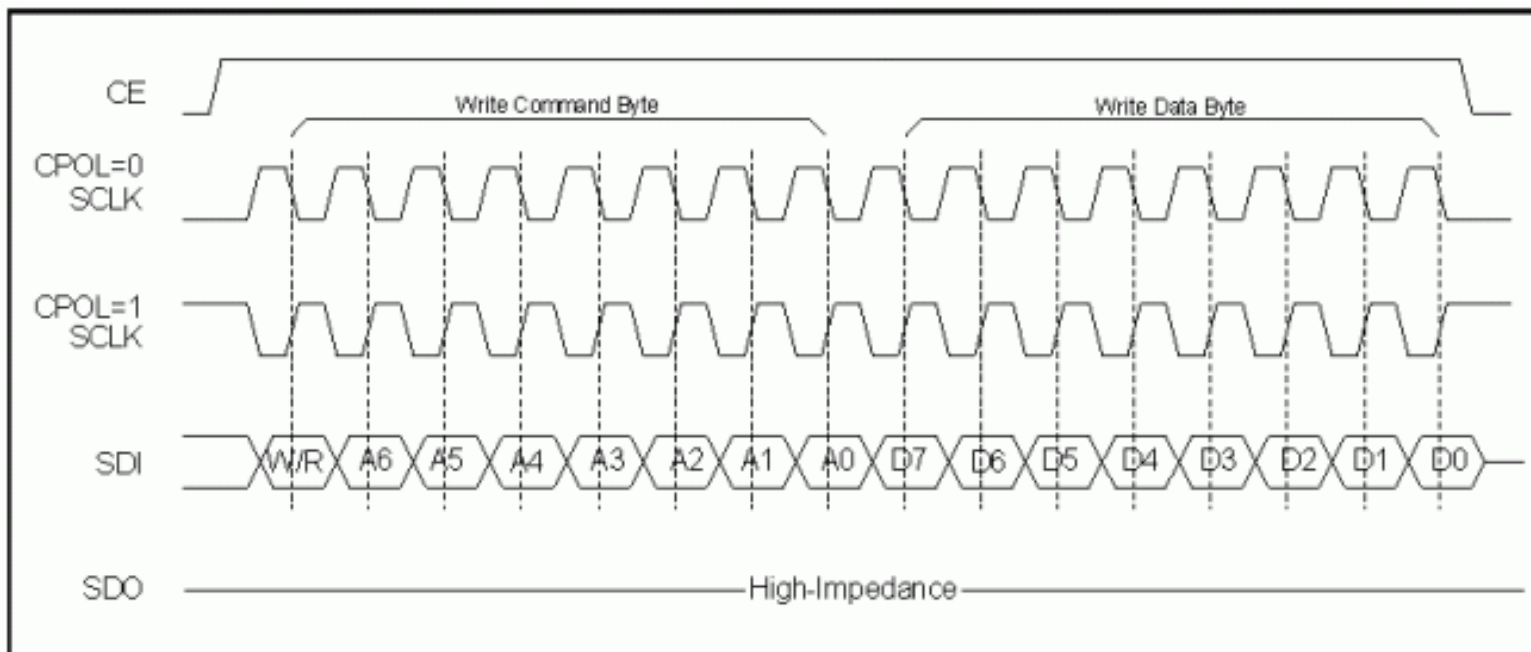 CE
Write Command Byte
Write Data Byte
CPOL=0
SCLK
CPOL=1
SCLK
SDI
W/R A6 A5 A4 A3 A2 A1 A0 D7 D6 D5 D4 D3 D2 D1 D0
SDO
High-Impedance